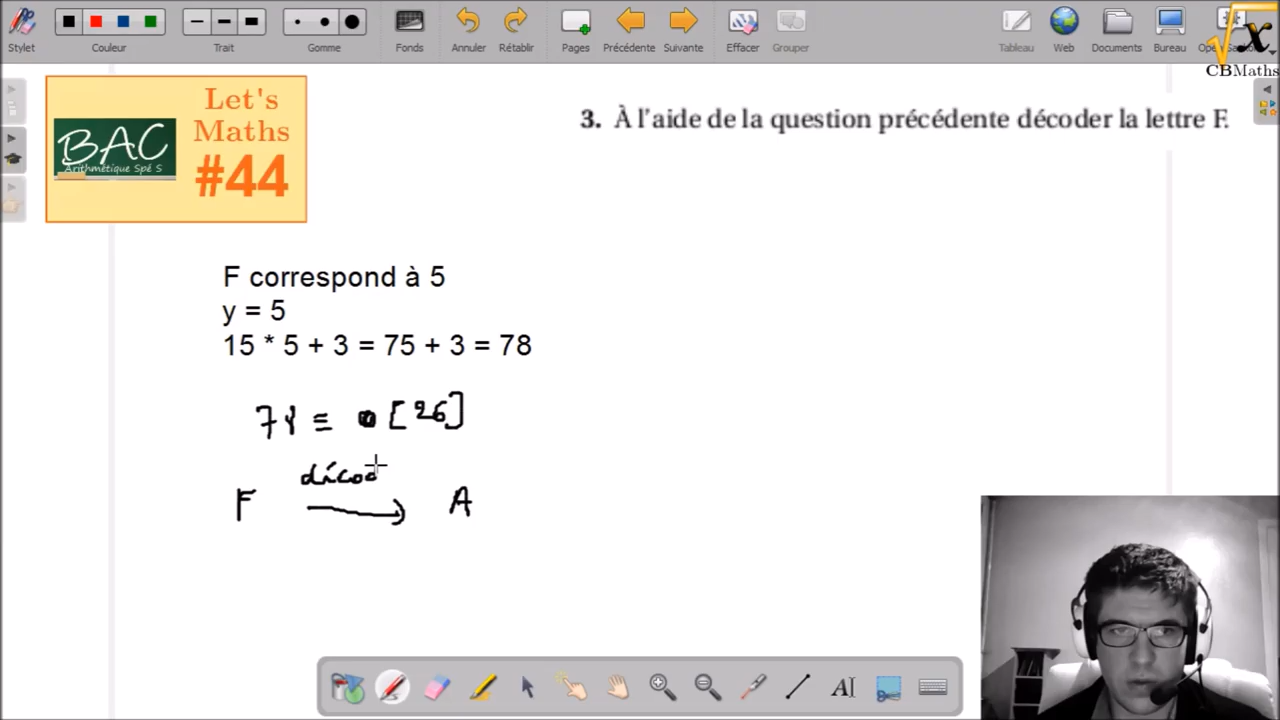 Stylet
Couleur
Trait
Gomme
Fonds
Annuler
Rétablir
Pages
Précédente
Suivante
Effacer
Grouper
Tableau
Web
Documents
Bureau
√x
CBMaths
BAC
Arithmétique Spé S
Let's
Maths
#44
3. À l'aide de la question précédente décoder la lettre F.
F correspond à 5
y = 5
15 * 5 + 3 = 75 + 3 = 78
78 ≡ 0 [26]
décod
F → A
AI